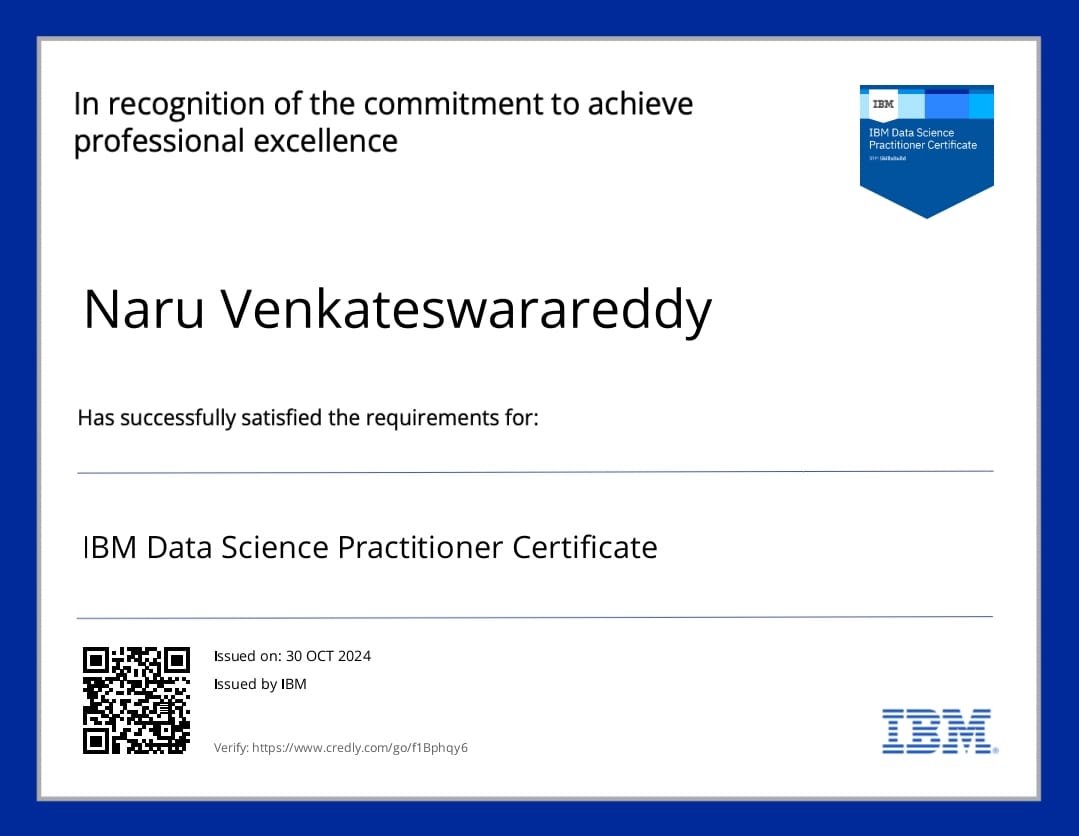 In recognition of the commitment to achieve
professional excellence
IBM
IBM Data Science
Practitioner Certificate
IBM SkillsBuild
Naru Venkateswarareddy
Has successfully satisfied the requirements for:
IBM Data Science Practitioner Certificate
Issued on: 30 OCT 2024
Issued by IBM
Verify: https://www.credly.com/go/f1Bphqy6
IBM®